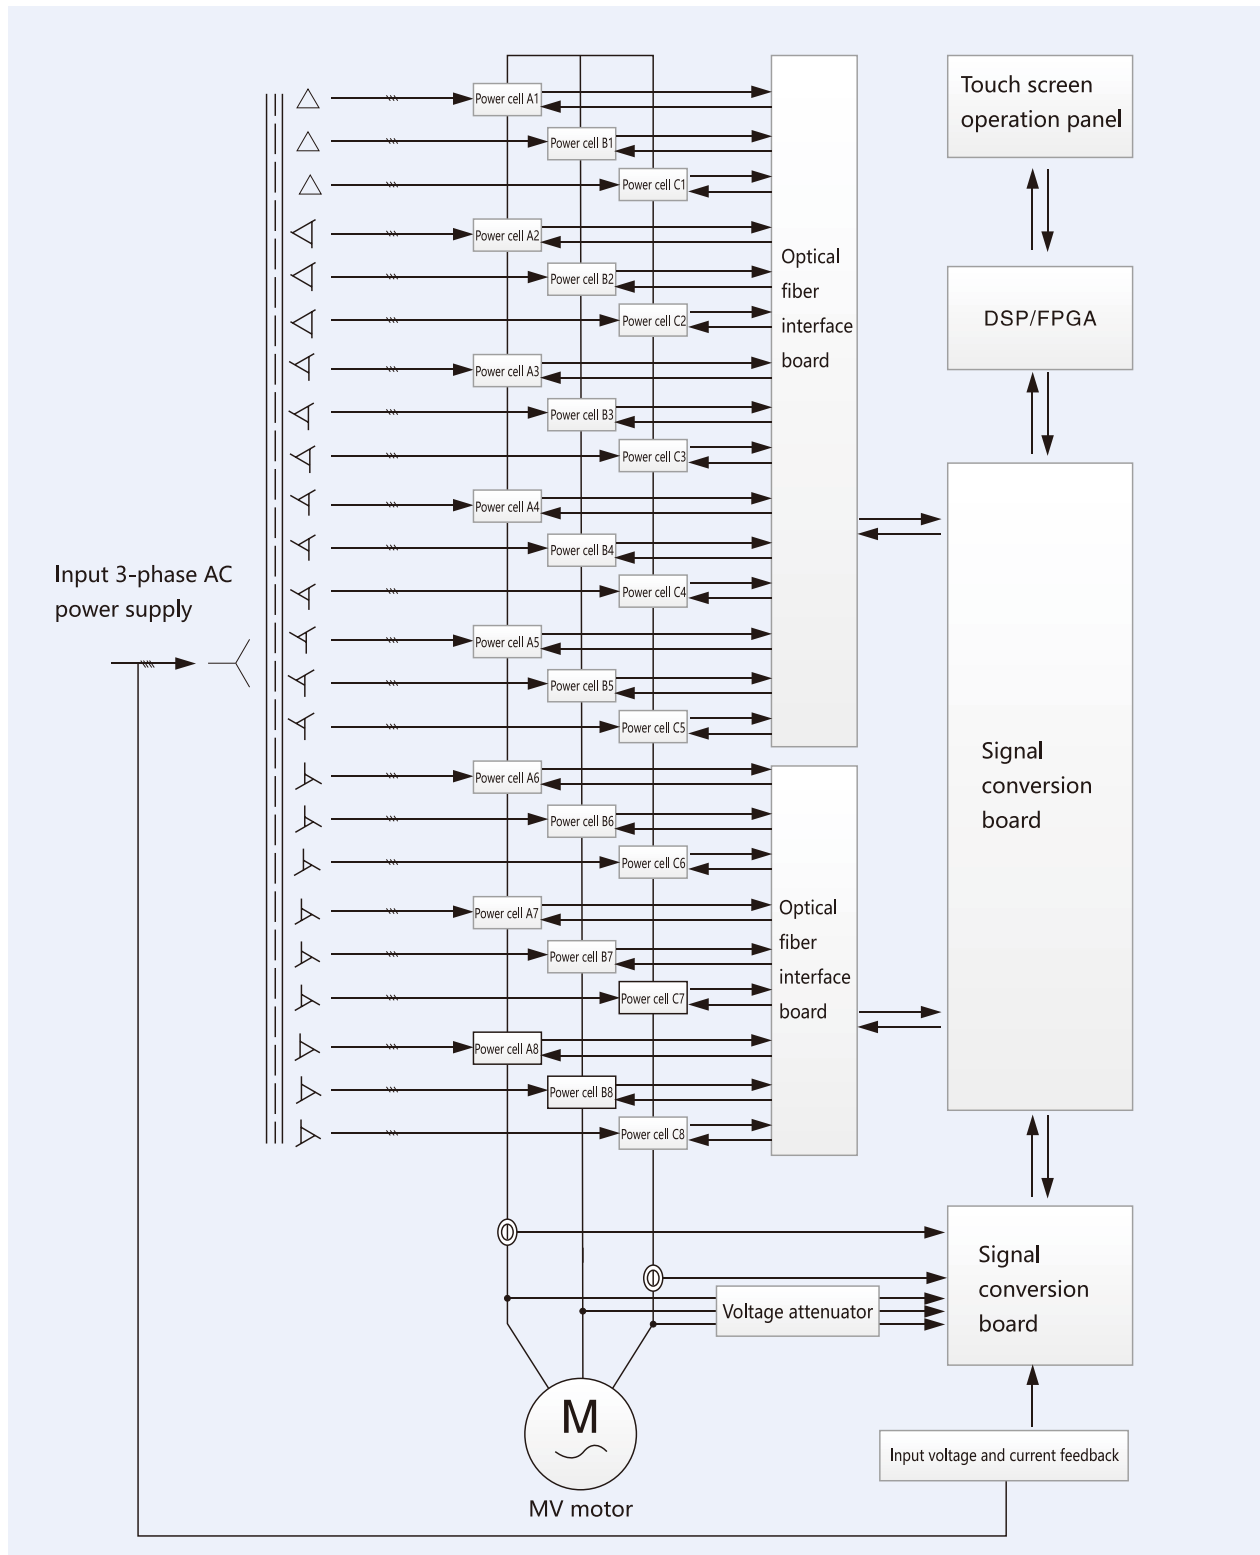 Power cell A1
Power cell B1
Power cell C1
Power cell A2
Power cell B2
Power cell C2
Power cell A3
Power cell B3
Power cell C3
Power cell A4
Power cell B4
Power cell C4
Power cell A5
Power cell B5
Power cell C5
Power cell A6
Power cell B6
Power cell C6
Power cell A7
Power cell B7
Power cell C7
Power cell A8
Power cell B8
Power cell C8
Input 3-phase AC
power supply
Optical
fiber
interface
board
Optical
fiber
interface
board
Touch screen
operation panel
DSP/FPGA
Signal
conversion
board
Signal
conversion
board
Voltage attenuator
Input voltage and current feedback
M
MV motor